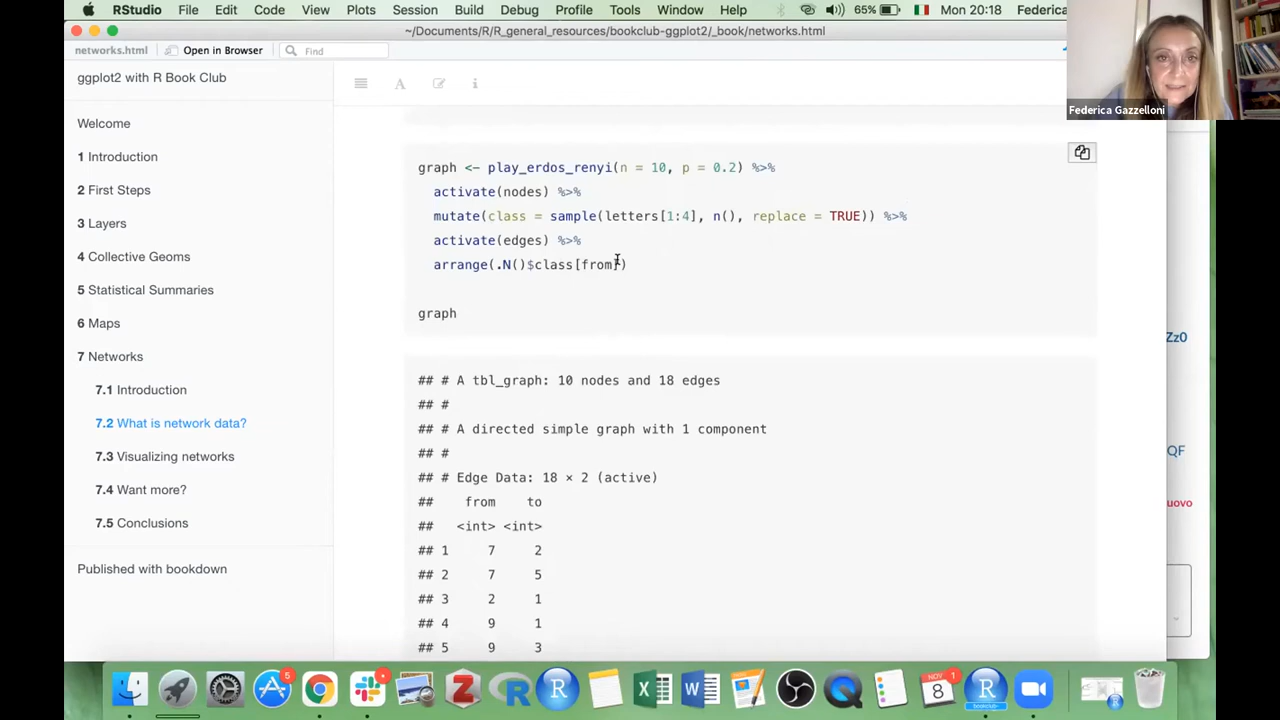 RStudio File Edit Code View Plots Session Build Debug Profile Tools Window Help 65% Mon 20:18 Federica
~/Documents/R/R_general_resources/bookclub-ggplot2/_book/networks.html
networks.html Open in Browser Find
Federica Gazzelloni
ggplot2 with R Book Club
Welcome
1 Introduction
2 First Steps
3 Layers
4 Collective Geoms
5 Statistical Summaries
6 Maps
7 Networks
7.1 Introduction
7.2 What is network data?
7.3 Visualizing networks
7.4 Want more?
7.5 Conclusions
Published with bookdown
A i
graph <- play_erdos_renyi(n = 10, p = 0.2) %>%
activate(nodes) %>%
mutate(class = sample(letters[1:4], n(), replace = TRUE)) %>%
activate(edges) %>%
arrange(.N()$class[from])
graph
## # A tbl_graph: 10 nodes and 18 edges
## #
## # A directed simple graph with 1 component
## #
## # Edge Data: 18 × 2 (active)
## from to
## <int> <int>
## 1 7 2
## 2 7 5
## 3 2 1
## 4 9 1
## 5 9 3
Zz0
QF
uovo
5
NOV
8
1